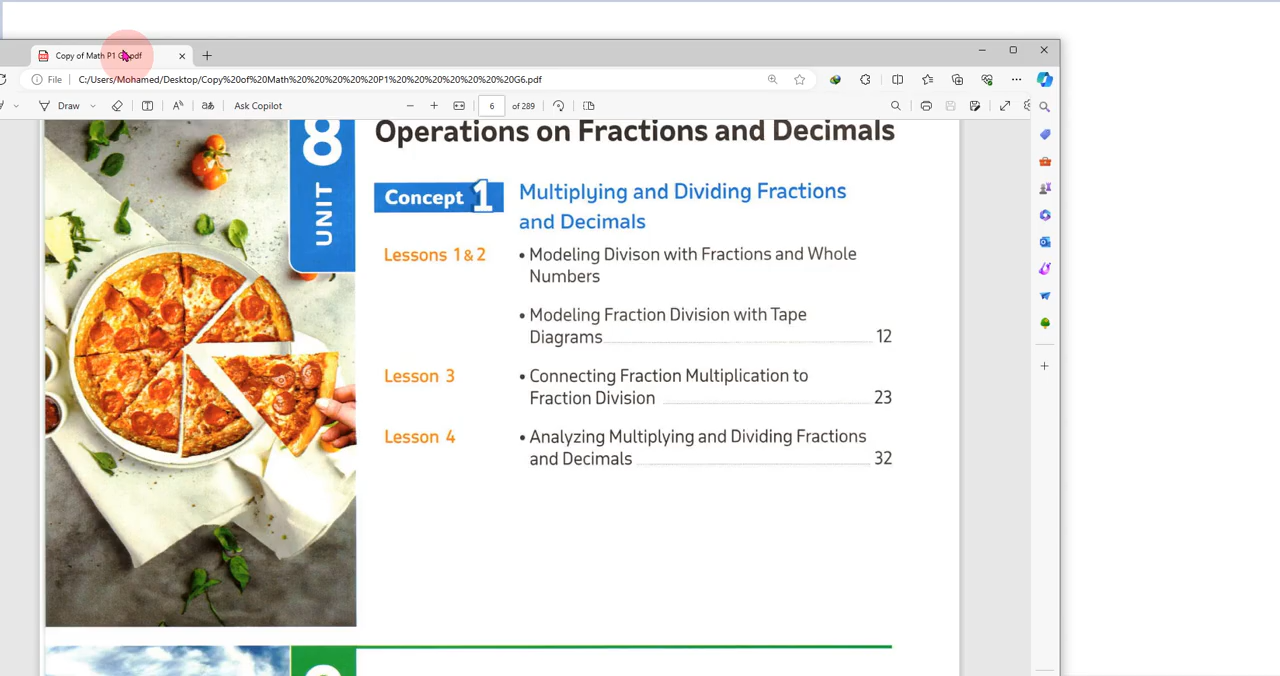 Copy of Math P1 G6.pdf
File
C:/Users/Mohamed/Desktop/Copy%20of%20Math%20%20%20%20%20P1%20%20%20%20%20%20%20G6.pdf
Draw
Ask Copilot
6 of 289
UNIT 8
Operations on Fractions and Decimals
Concept 1
Multiplying and Dividing Fractions
and Decimals
Lessons 1 & 2
• Modeling Divison with Fractions and Whole
Numbers
• Modeling Fraction Division with Tape
Diagrams 12
Lesson 3
• Connecting Fraction Multiplication to
Fraction Division 23
Lesson 4
• Analyzing Multiplying and Dividing Fractions
and Decimals 32